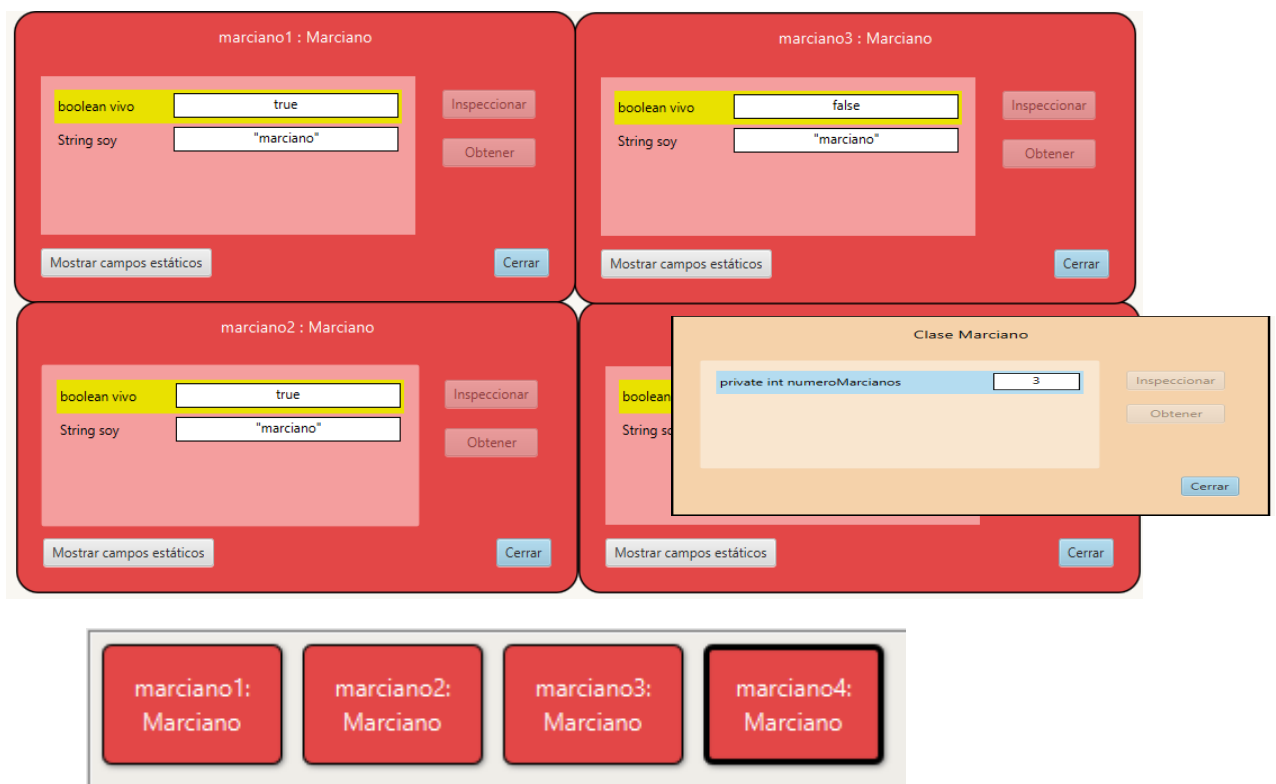 marciano1 : Marciano
boolean vivo true
String soy "marciano"
Inspeccionar
Obtener
Mostrar campos estáticos
Cerrar
marciano3 : Marciano
boolean vivo false
String soy "marciano"
Inspeccionar
Obtener
Mostrar campos estáticos
Cerrar
marciano2 : Marciano
boolean vivo true
String soy "marciano"
Inspeccionar
Obtener
Mostrar campos estáticos
Cerrar
boolean
String
Mostrar campos estáticos
Cerrar
Clase Marciano
private int numeroMarcianos 3
Inspeccionar
Obtener
Cerrar
marciano1:
Marciano
marciano2:
Marciano
marciano3:
Marciano
marciano4:
Marciano